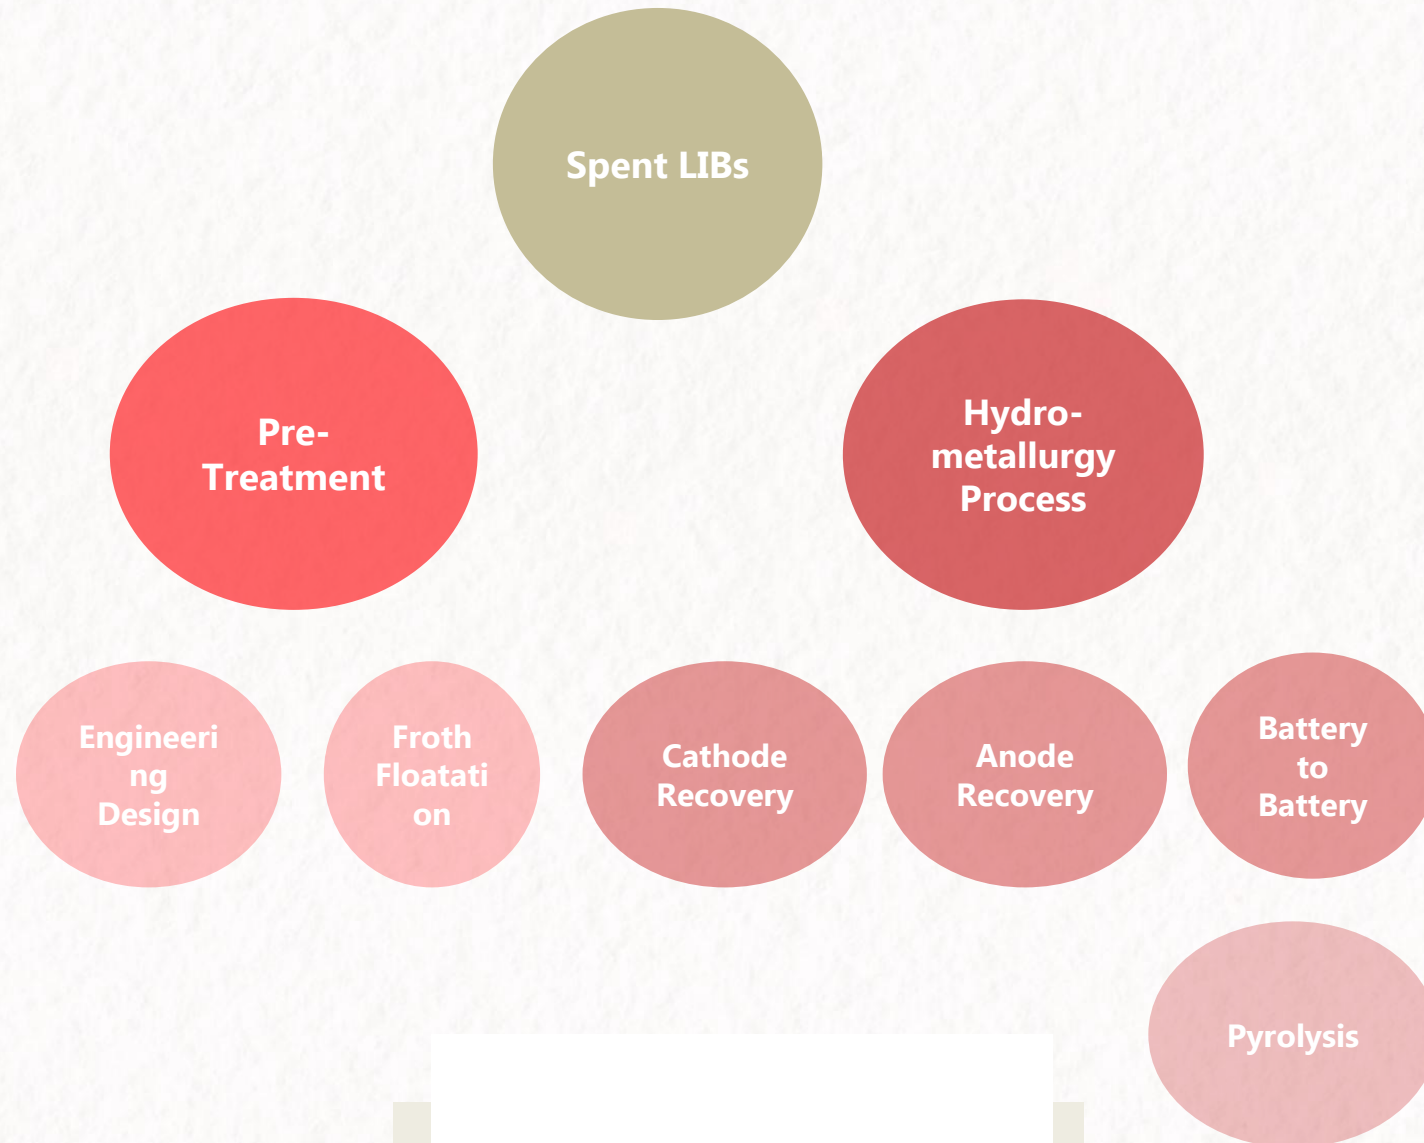 Spent LIBs
Pre-
Treatment
Hydro-
metallurgy
Process
Engineeri
ng
Design
Froth
Floatati
on
Cathode
Recovery
Anode
Recovery
Battery
to
Battery
Pyrolysis